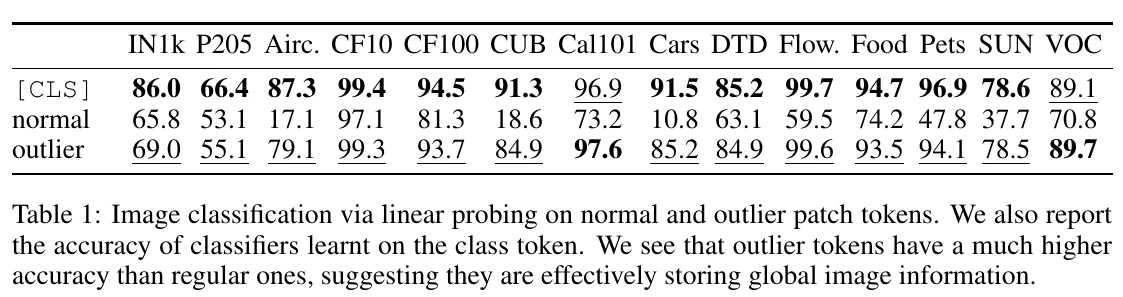 IN1k P205 Airc. CF10 CF100 CUB Cal101 Cars DTD Flow. Food Pets SUN VOC
[CLS] 86.0 66.4 87.3 99.4 94.5 91.3 96.9 91.5 85.2 99.7 94.7 96.9 78.6 89.1
normal 65.8 53.1 17.1 97.1 81.3 18.6 73.2 10.8 63.1 59.5 74.2 47.8 37.7 70.8
outlier 69.0 55.1 79.1 99.3 93.7 84.9 97.6 85.2 84.9 99.6 93.5 94.1 78.5 89.7
Table 1: Image classification via linear probing on normal and outlier patch tokens. We also report
the accuracy of classifiers learnt on the class token. We see that outlier tokens have a much higher
accuracy than regular ones, suggesting they are effectively storing global image information.